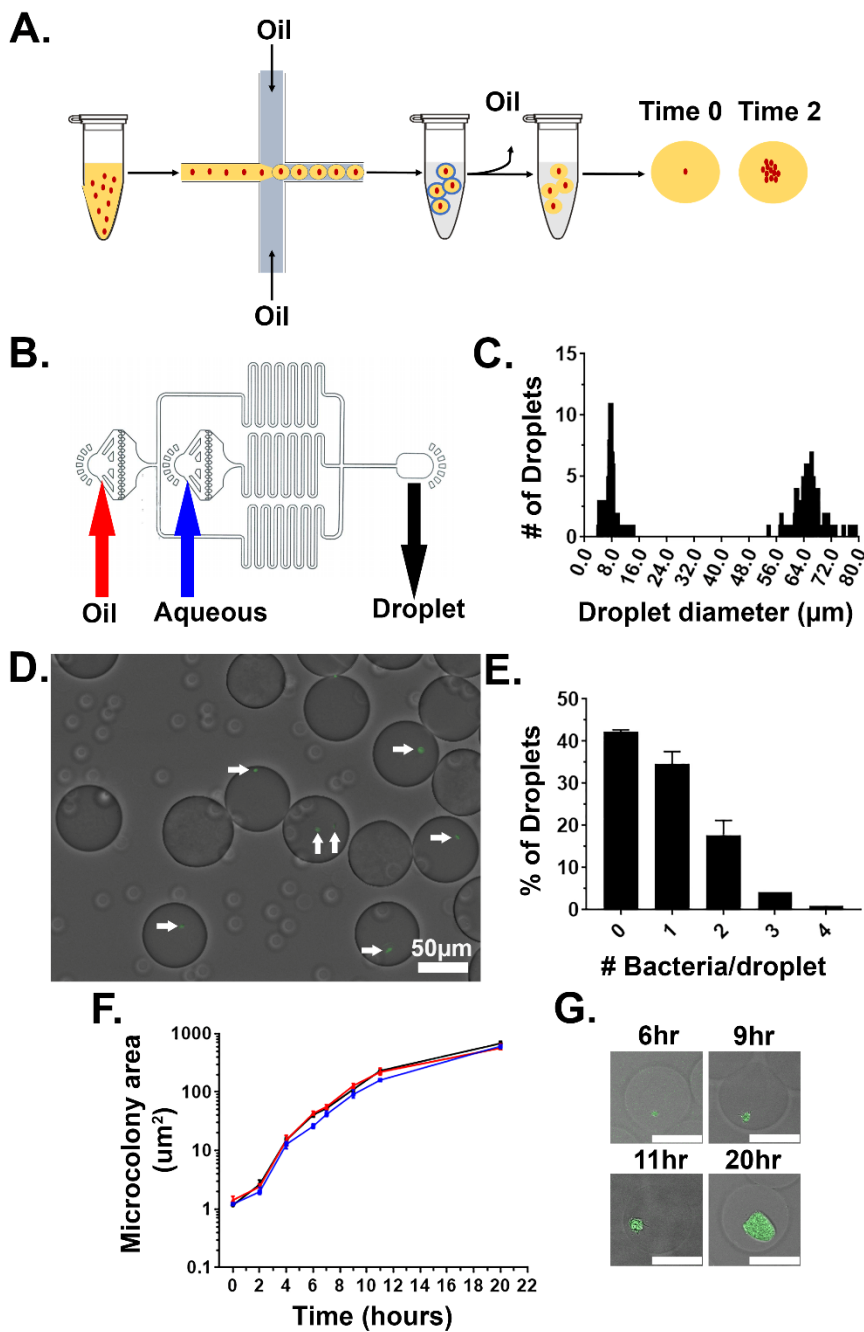 A.
Oil
Oil
Time 0
Time 2
Oil
B.
Oil
Aqueous
Droplet
C.
# of Droplets
15
10
5
0
0.0
8.0
16.0
24.0
32.0
40.0
48.0
56.0
64.0
72.0
80.0
Droplet diameter (µm)
D.
50µm
E.
% of Droplets
50
40
30
20
10
0
0
1
2
3
4
# Bacteria/droplet
F.
Microcolony area
(um²)
1000
100
10
1
0.1
0 2 4 6 8 10 12 14 16 18 20 22
Time (hours)
G.
6hr
9hr
11hr
20hr